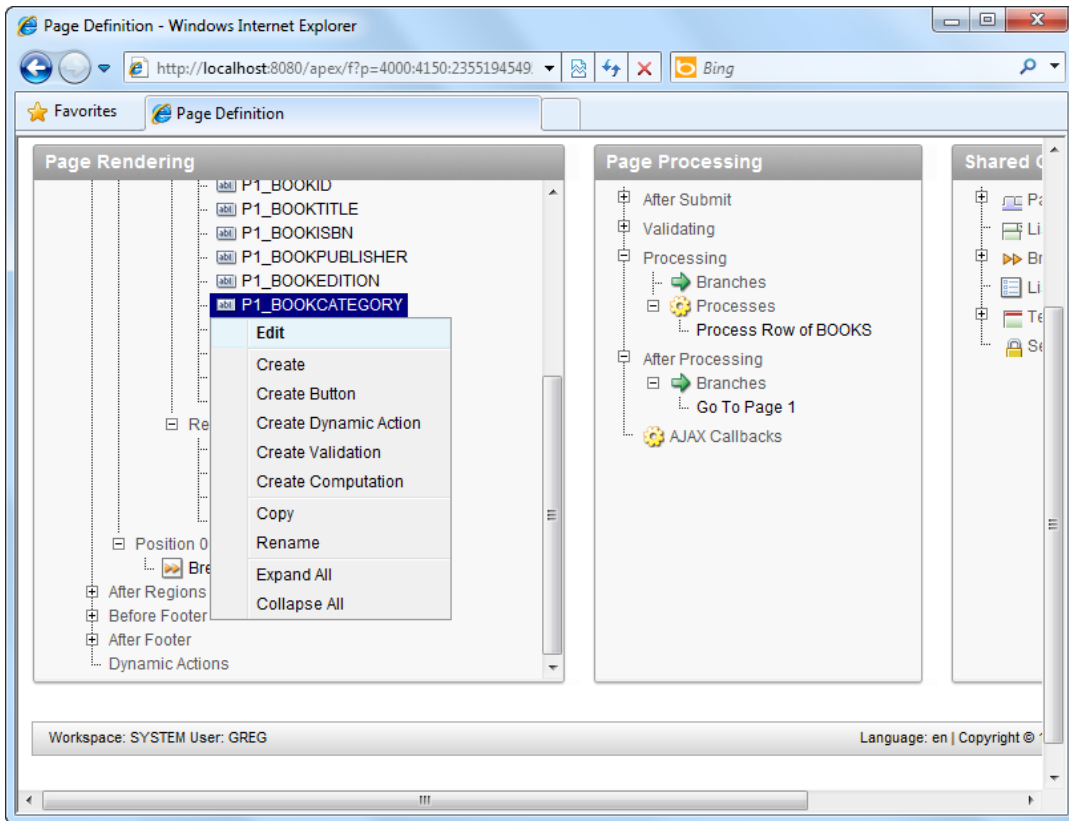 Page Definition - Windows Internet Explorer
http://localhost:8080/apex/f?p=4000:4150:2355194549
Bing
Favorites
Page Definition
Page Rendering
P1_BOOKID
P1_BOOKTITLE
P1_BOOKISBN
P1_BOOKPUBLISHER
P1_BOOKEDITION
P1_BOOKCATEGORY
Edit
Create
Create Button
Create Dynamic Action
Create Validation
Create Computation
Copy
Rename
Expand All
Collapse All
Re
Position 0
Bre
After Regions
Before Footer
After Footer
Dynamic Actions
Page Processing
After Submit
Validating
Processing
Branches
Processes
Process Row of BOOKS
After Processing
Branches
Go To Page 1
AJAX Callbacks
Shared
Li
Br
Li
Te
Se
Workspace: SYSTEM User: GREG
Language: en | Copyright ©